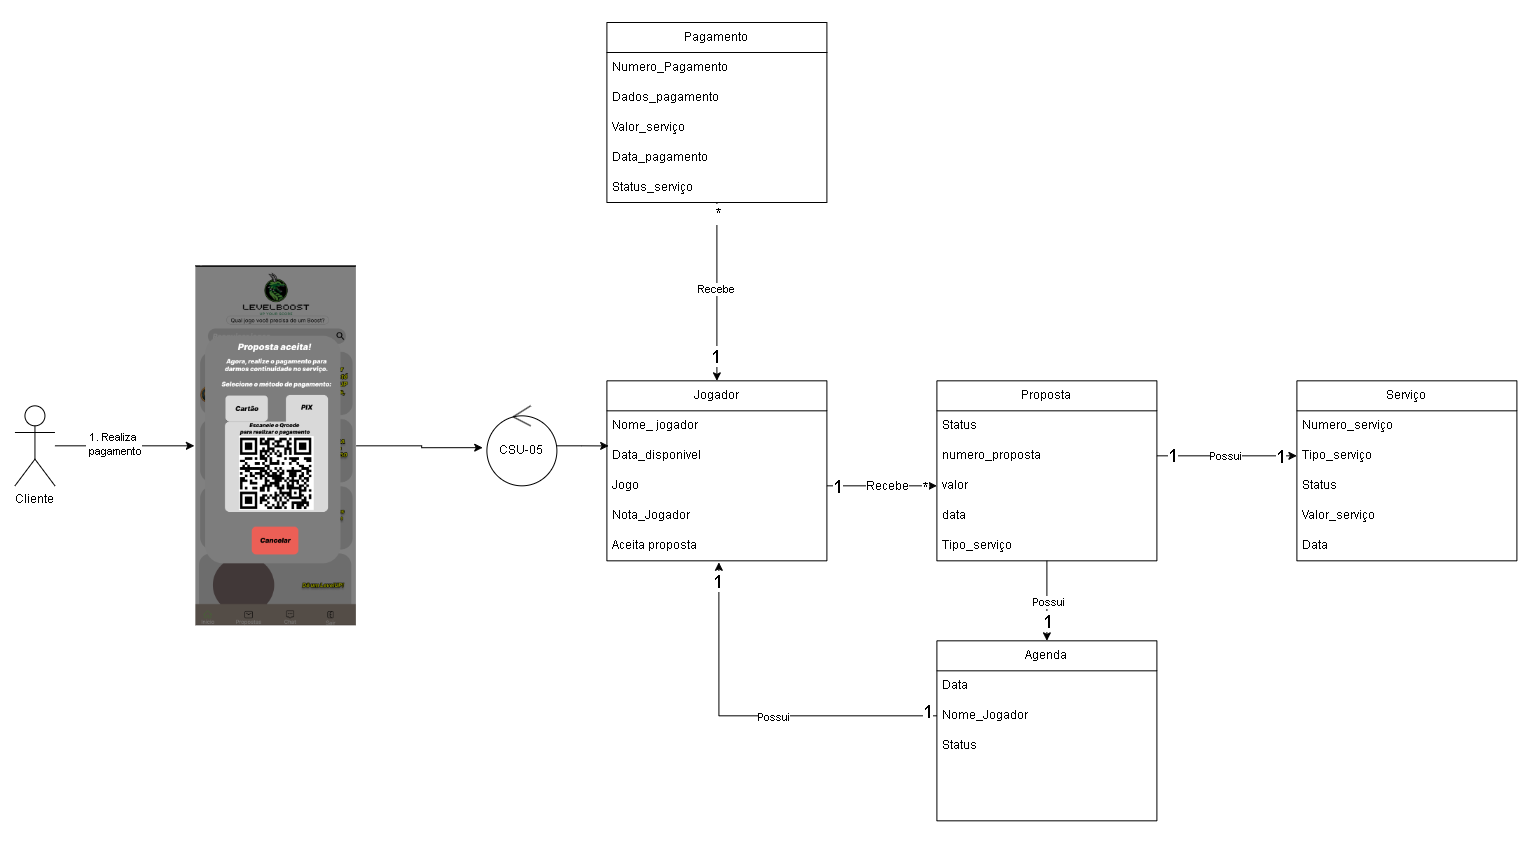 Pagamento
Numero_Pagamento
Dados_pagamento
Valor_serviço
Data_pagamento
Status_serviço
*
Recebe
1
Cliente
1. Realiza
pagamento
LEVELBOOST
Qual jogo você precisa de um Boost?
Proposta aceita!
Agora, realize o pagamento para
darmos continuidade no serviço.
Selecione o método de pagamento:
Cartão
PIX
Escaneie o Qrcode
para realizar o pagamento
Cancelar
Propostas
Chat
CSU-05
Jogador
Nome_ jogador
Data_disponivel
Jogo
Nota_Jogador
Aceita proposta
1
Recebe
*
Proposta
Status
numero_proposta
valor
data
Tipo_serviço
1
Possui
1
Serviço
Numero_serviço
Tipo_serviço
Status
Valor_serviço
Data
Possui
1
Agenda
Data
Nome_Jogador
Status
1
Possui
1